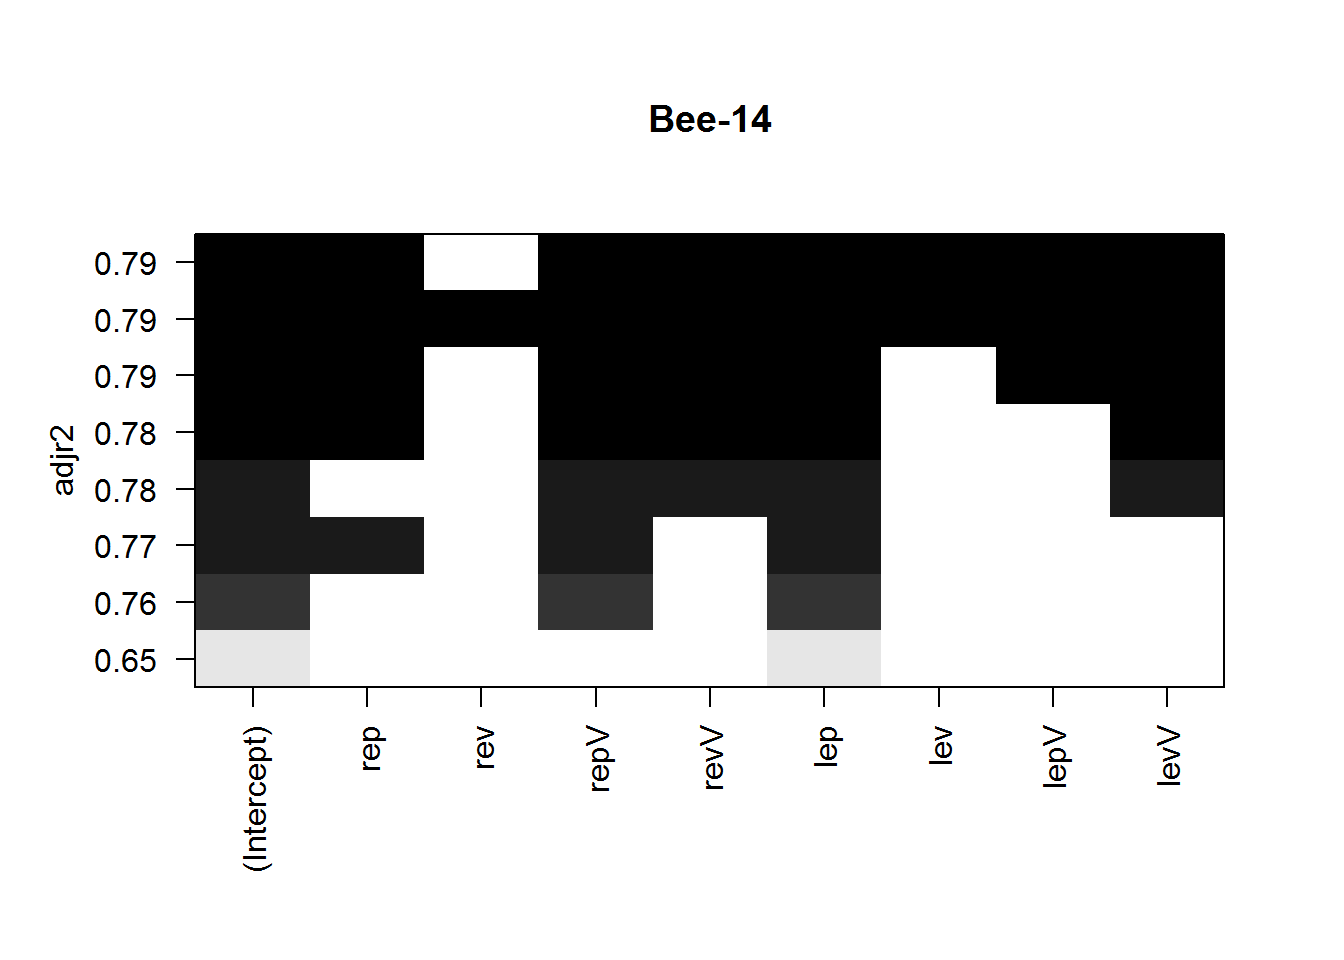 Bee-14
adjr2
0.79
0.79
0.79
0.78
0.78
0.77
0.76
0.65
(Intercept)
rep
rev
repV
revV
lep
lev
lepV
levV